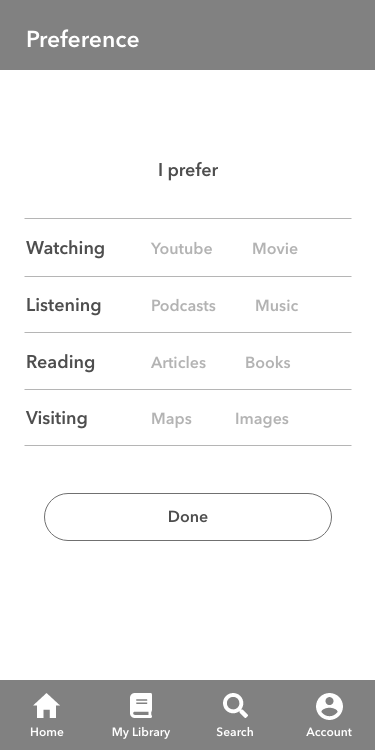 Preference
I prefer
Watching Youtube Movie
Listening Podcasts Music
Reading Articles Books
Visiting Maps Images
Done
Home My Library Search Account